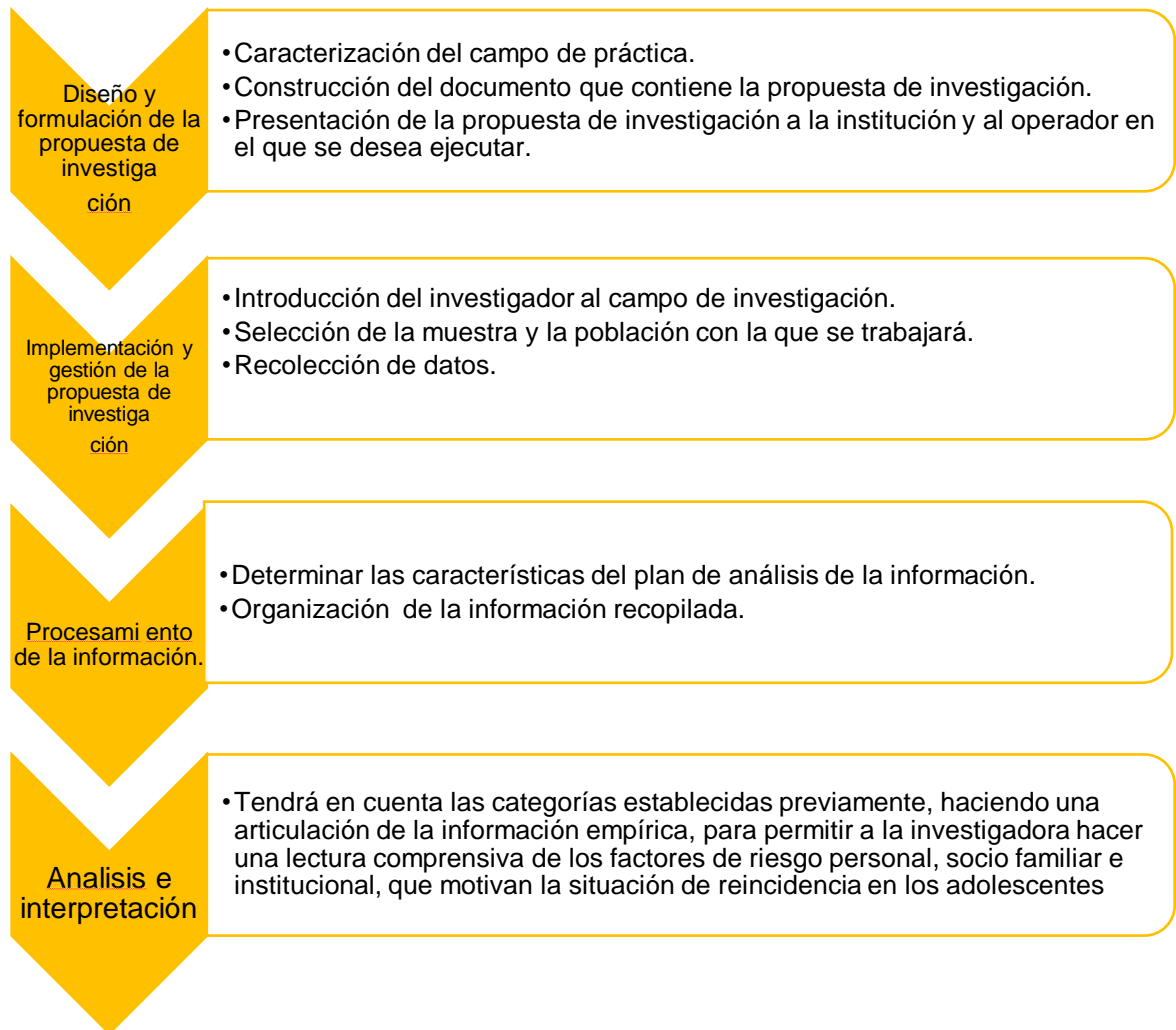 Diseño y
formulación de la
propuesta de
investiga
ción
•Caracterización del campo de práctica.
•Construcción del documento que contiene la propuesta de investigación.
•Presentación de la propuesta de investigación a la institución y al operador en
el que se desea ejecutar.
Implementación y
gestión de la
propuesta de
investiga
ción
•Introducción del investigador al campo de investigación.
•Selección de la muestra y la población con la que se trabajará.
•Recolección de datos.
Procesami ento
de la información.
•Determinar las características del plan de análisis de la información.
•Organización de la información recopilada.
Analisis e
interpretación
•Tendrá en cuenta las categorías establecidas previamente, haciendo una
articulación de la información empírica, para permitir a la investigadora hacer
una lectura comprensiva de los factores de riesgo personal, socio familiar e
institucional, que motivan la situación de reincidencia en los adolescentes